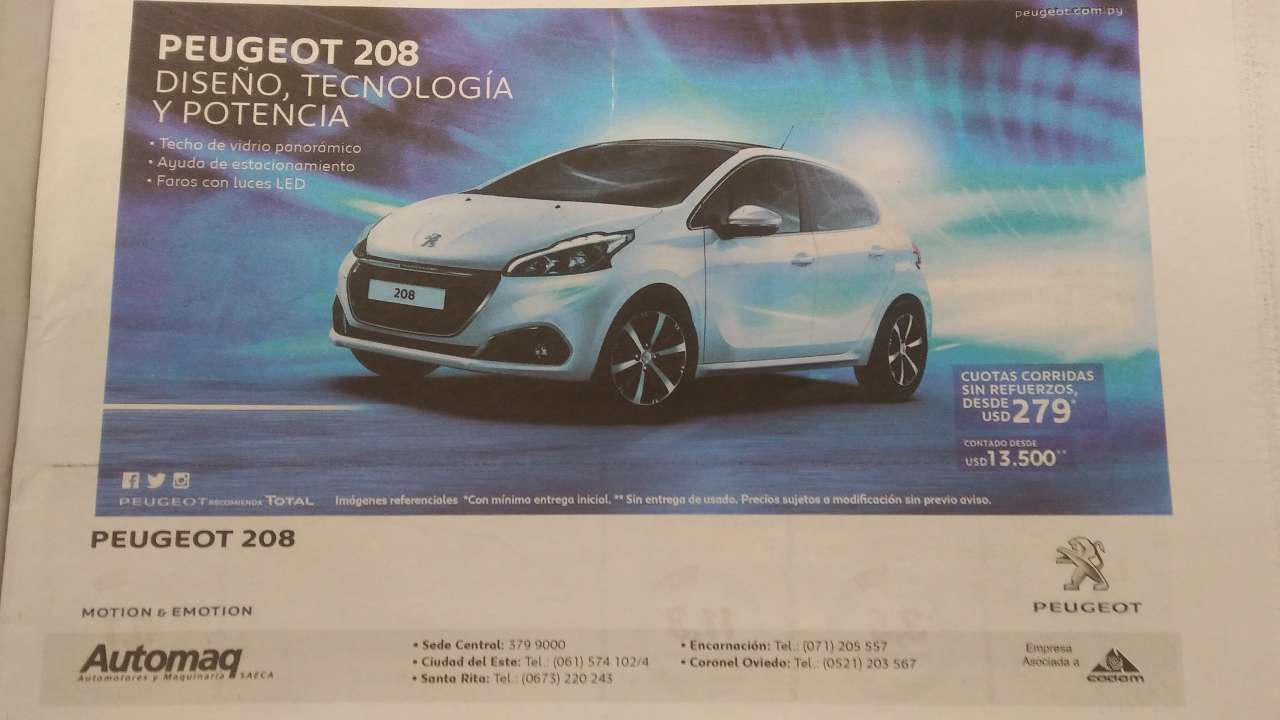 peugeot.com.py
PEUGEOT 208
DISEÑO, TECNOLOGÍA
Y POTENCIA
• Techo de vidrio panorámico
• Ayuda de estacionamiento
• Faros con luces LED
208
CUOTAS CORRIDAS
SIN REFUERZOS,
DESDE
USD 279*
CONTADO DESDE
USD 13.500**
PEUGEOT RECOMIENDA TOTAL
Imágenes referenciales *Con mínima entrega inicial. ** Sin entrega de usado. Precios sujetos a modificación sin previo aviso.
PEUGEOT 208
MOTION & EMOTION
PEUGEOT
Automaq
Automotores y Maquinaria SAECA
• Sede Central: 379 9000
• Ciudad del Este: Tel.: (061) 574 102/4
• Santa Rita: Tel.: (0673) 220 243
• Encarnación: Tel.: (071) 205 557
• Coronel Oviedo: Tel.: (0521) 203 567
Empresa
Asociada a
cadam